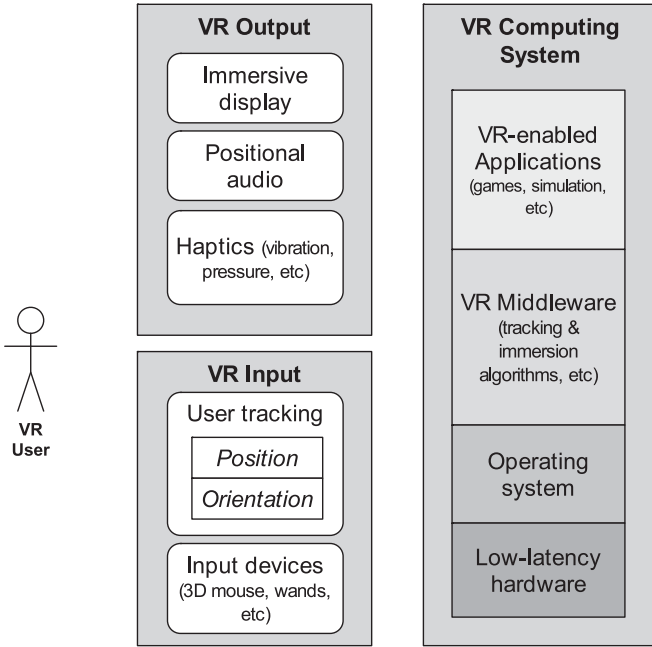 VR Output
Immersive
display
Positional
audio
Haptics (vibration,
pressure, etc)
VR
User
VR Input
User tracking
Position
Orientation
Input devices
(3D mouse, wands,
etc)
VR Computing
System
VR-enabled
Applications
(games, simulation,
etc)
VR Middleware
(tracking &
immersion
algorithms, etc)
Operating
system
Low-latency
hardware